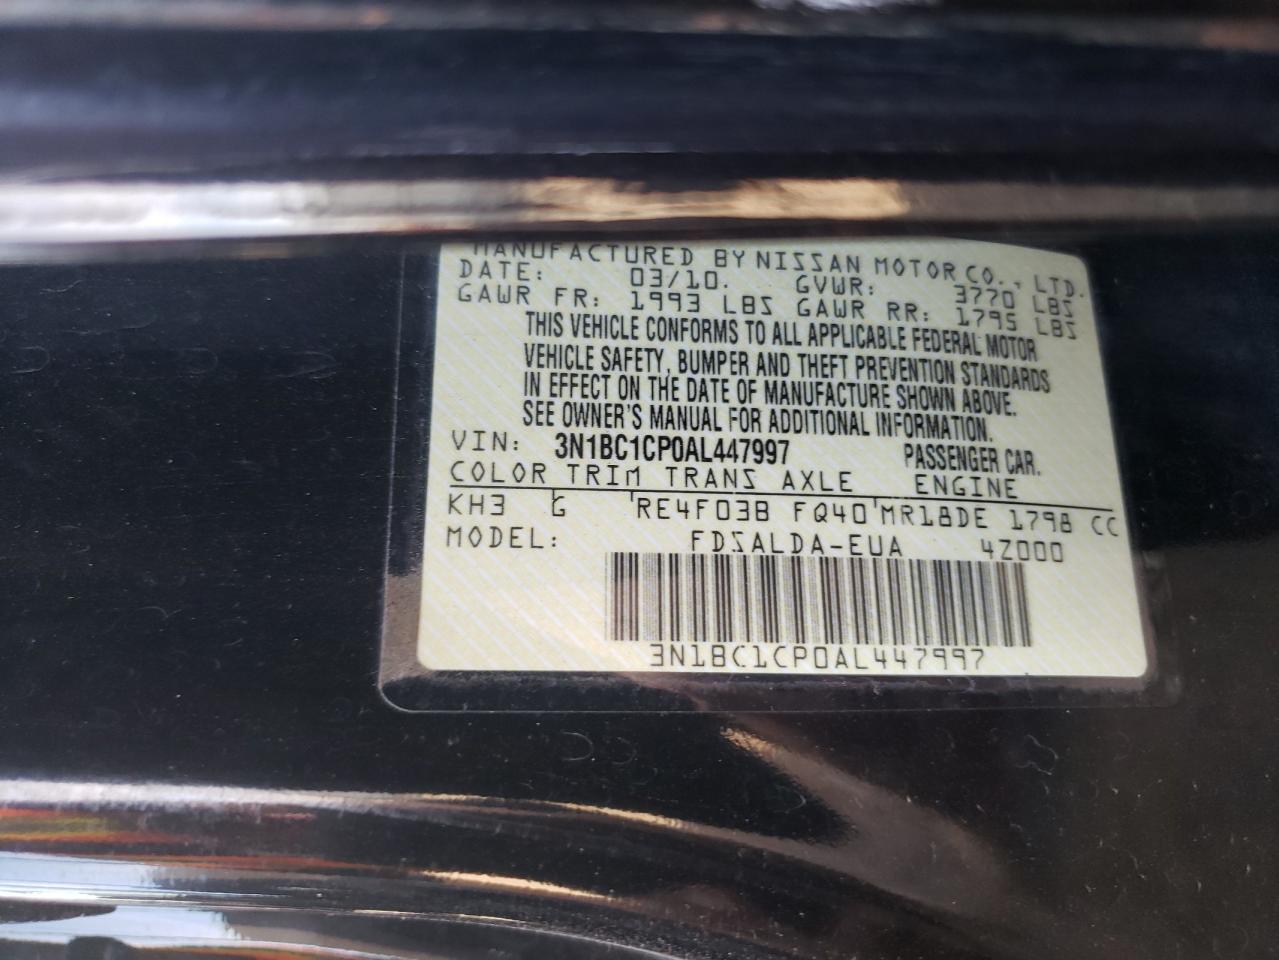 MANUFACTURED BY NISSAN MOTOR CO., LTD.
DATE: 03/10. GVWR: 3770 LBS
GAWR FR: 1993 LBS GAWR RR: 1795 LBS
THIS VEHICLE CONFORMS TO ALL APPLICABLE FEDERAL MOTOR
VEHICLE SAFETY, BUMPER AND THEFT PREVENTION STANDARDS
IN EFFECT ON THE DATE OF MANUFACTURE SHOWN ABOVE.
SEE OWNER'S MANUAL FOR ADDITIONAL INFORMATION.
VIN: 3N1BC1CP0AL447997 PASSENGER CAR.
COLOR TRIM TRANS AXLE ENGINE
KH3 G RE4F03B FQ40 MR18DE 1798 CC
MODEL: FDSALDA-EUA 4Z000
3N1BC1CP0AL447997